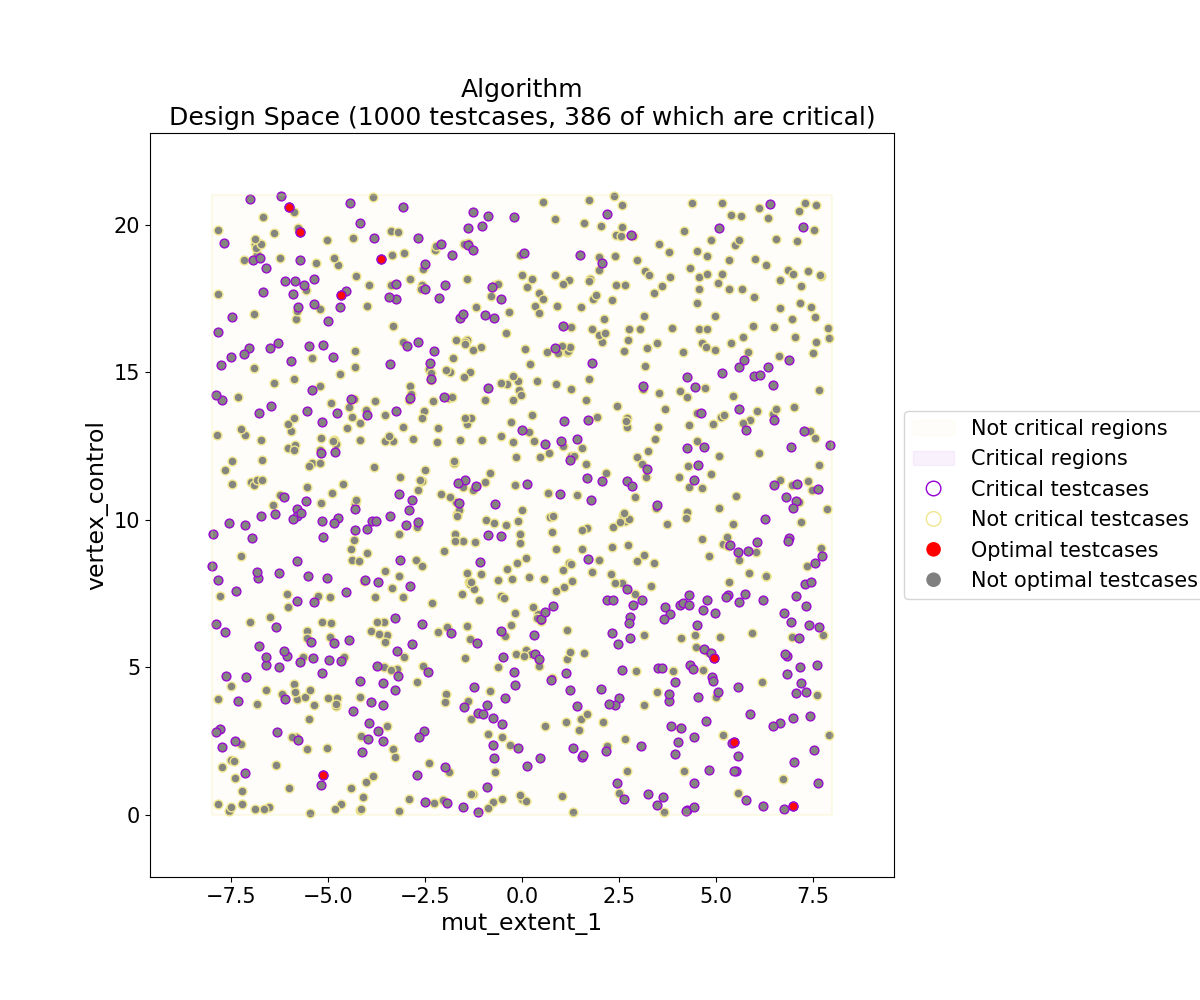 Algorithm
Design Space (1000 testcases, 386 of which are critical)
vertex_control
20
15
10
5
0
−7.5
−5.0
−2.5
0.0
2.5
5.0
7.5
mut_extent_1
Not critical regions
Critical regions
Critical testcases
Not critical testcases
Optimal testcases
Not optimal testcases